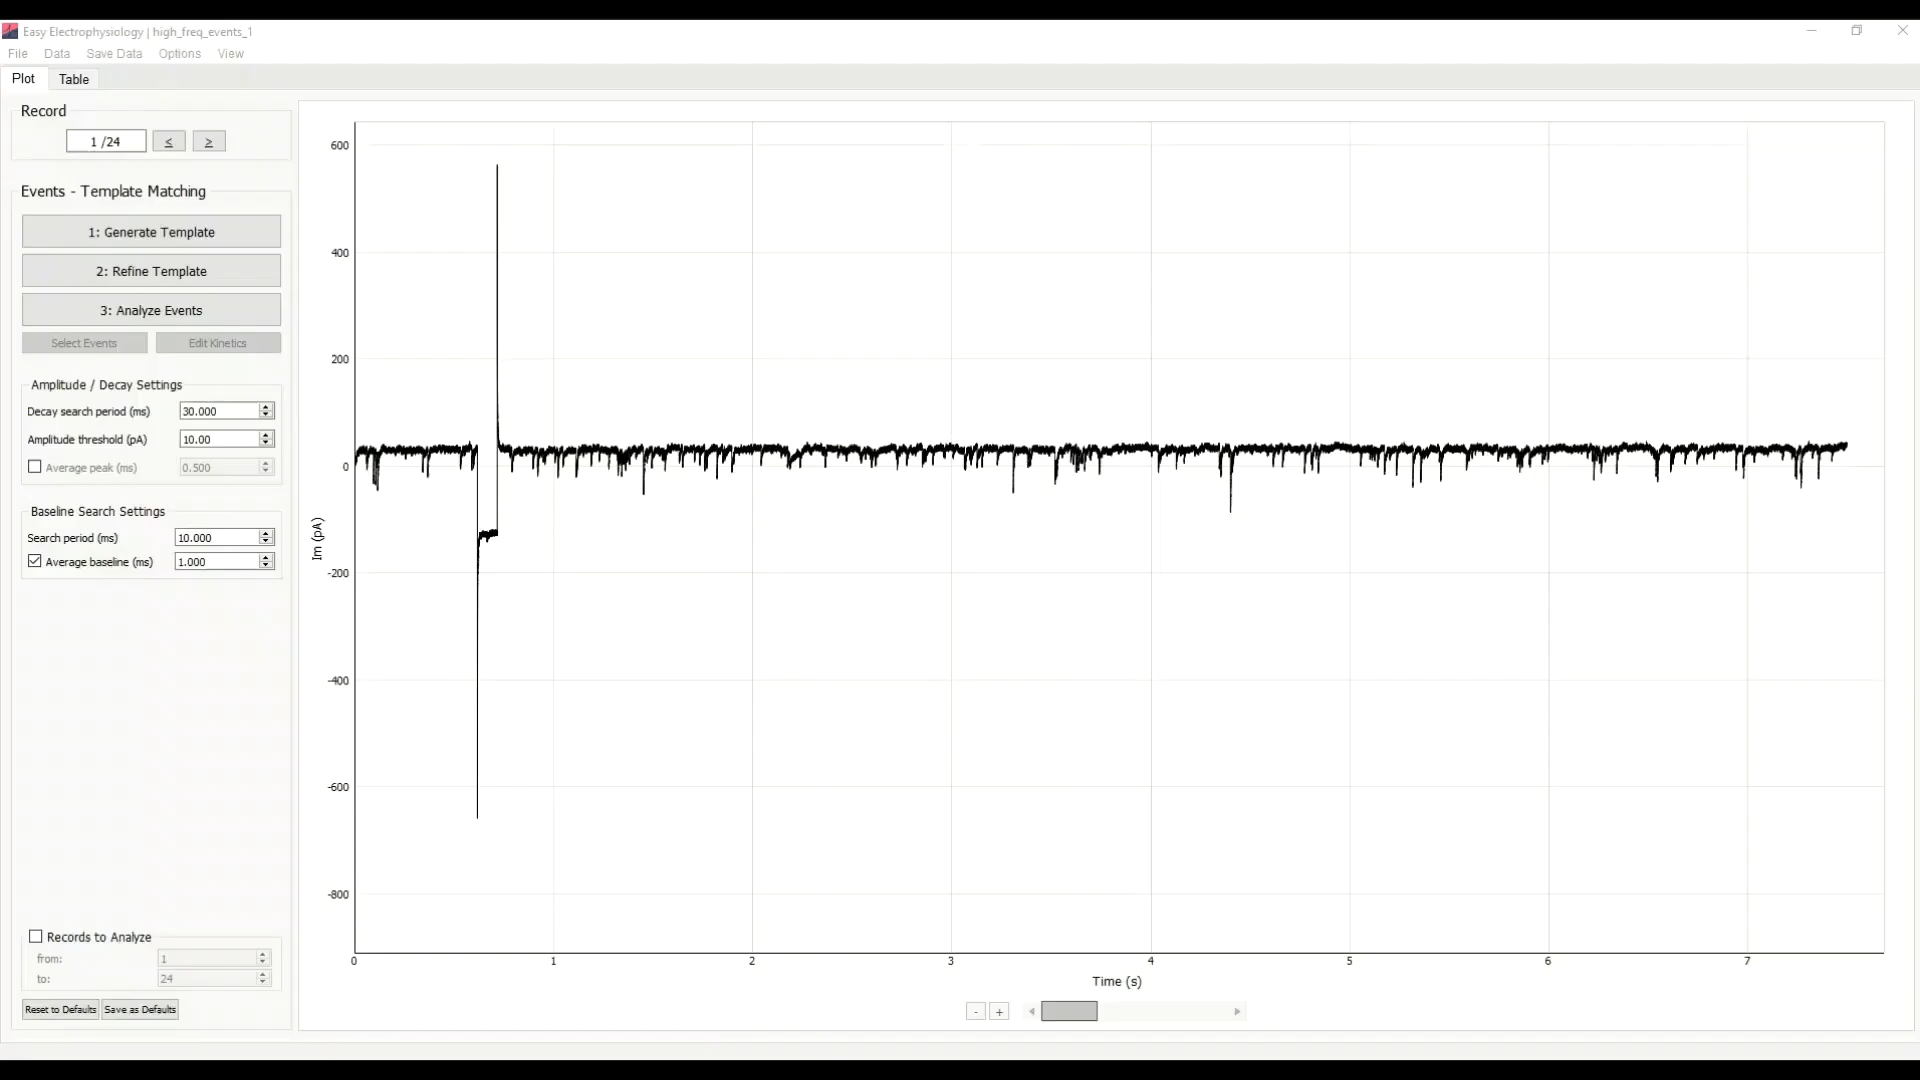 Easy Electrophysiology | high_freq_events_1
File Data Save Data Options View
Plot Table
Record
1 /24 < >
Events - Template Matching
1: Generate Template
2: Refine Template
3: Analyze Events
Select Events Edit Kinetics
Amplitude / Decay Settings
Decay search period (ms) 30.000
Amplitude threshold (pA) 10.00
Average peak (ms) 0.500
Baseline Search Settings
Search period (ms) 10.000
Average baseline (ms) 1.000
Records to Analyze
from: 1
to: 24
Reset to Defaults Save as Defaults
600
400
200
0
-200
-400
-600
-800
Im (pA)
0 1 2 3 4 5 6 7
Time (s)
- +